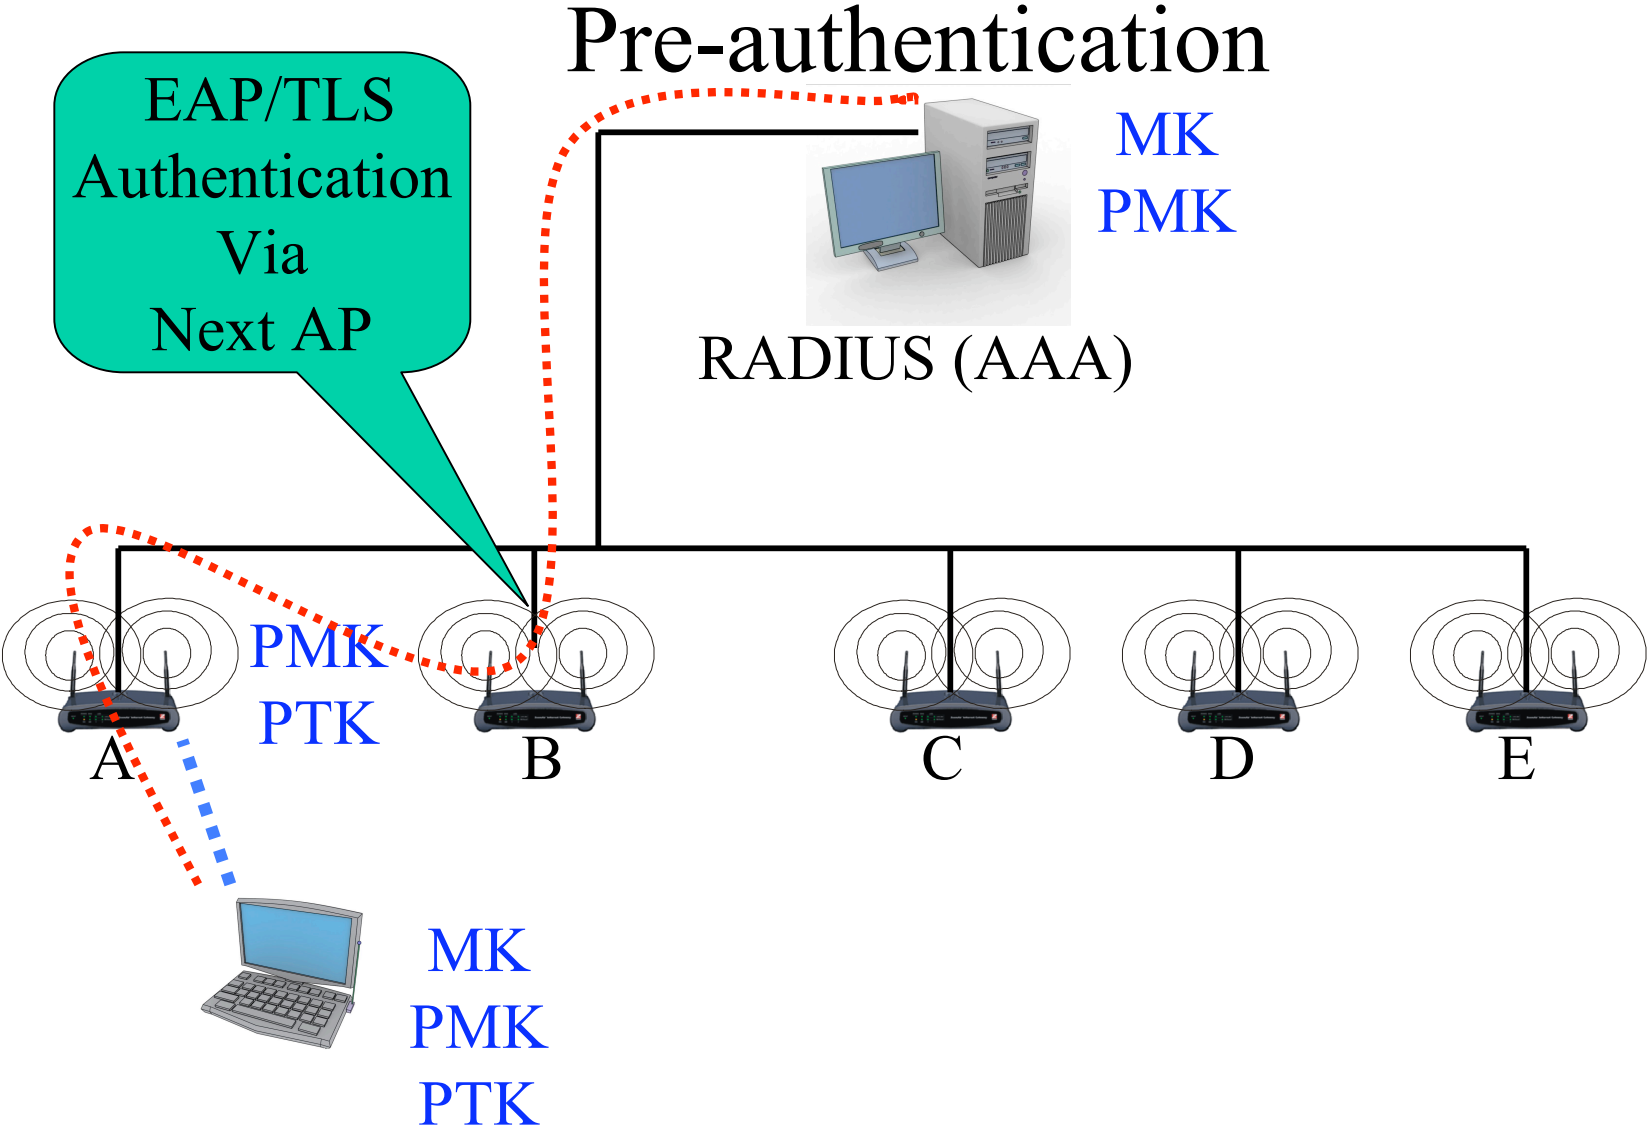 Pre-authentication
EAP/TLS
Authentication
Via
Next AP
MK
PMK
RADIUS (AAA)
PMK
PTK
A
B
C
D
E
MK
PMK
PTK